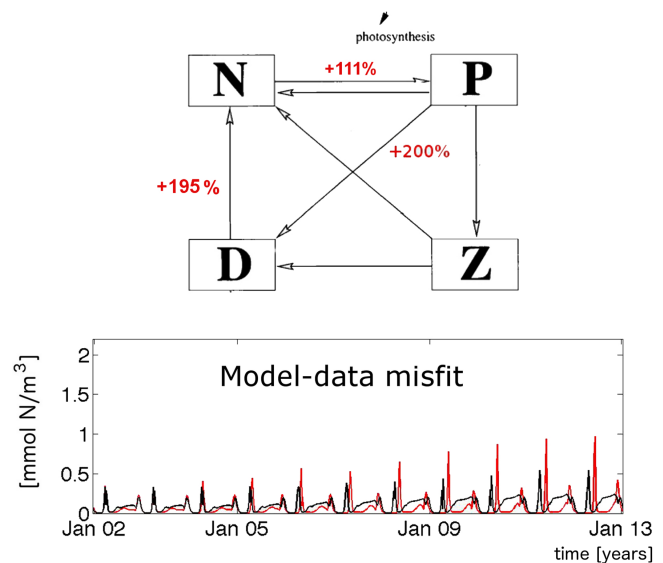 photosynthesis
N
+111%
P
+200%
+195%
D
Z
[mmol N/m³]
2
1.5
1
0.5
0
Model-data misfit
Jan 02
Jan 05
Jan 09
Jan 13
time [years]